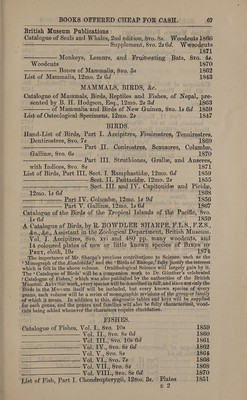 BOOKS OFFERED CHEAP FOR CASH. 67
British Museum Publications:
Catalogue of Seals and Whales, 2nd edition, 8vo. 8s. Woodcuts 1866
Supplement, 8vo. 2s 6d. Woodcuts
1871
Monkeys, Lemurs, and Fruit-eating Bats, 8vo. 4s.
Woodcuts 1870
Bones of Mammalia, 8vo. 5s 1862
List of Mammalia, 12mo. 2s 6d 1843
MAMMALS, BIRDS, &c.
Catalogue of Mammals, Birds, Reptiles and Fishes, of Nepal, pre-
sented by B. H. Hodgson, Esq., 12mo. 2s 3d 1863
of Mammalia and Birds of New Guinea, 8vo. 1s 6d 1859
List of Osteological Specimens, 12mo. 2s 1847
BIRDS.
Hand-List of Birds, Part I. Accipitres, Fissirostres, Tenuirostres,
Dentirostres, 8vo. 7s 1869
Part II. Conirostres, Scansores, Columbæ,
Gallinæ, 8vo. 6s 1870
Part III. Struthiones, Grallæ, and Anseres,
with Indices, 8vo. 8s 1871
List of Birds, Part III. Sect. I. Ramphastidæ, 12mo. 6d 1855
Sect. II. Psittacidæ, 12mo. 2s 1855
Sect. III. and IV. Capitonidæ and Picidæ,
12mo. 1s 6d 1868
Part IV. Columbæ, 12mo. 1s 9d 1856
Part V. Gallinæ, 12mo. 1s 6d 1867
Catalogue of the Birds of the Tropical Islands of the Pacific, 8vo.
1s 6d 1859
A Catalogue of Birds, by R. BOWDLER SHARPE, F.L.S., F.Z.S.,
&c., &c., Assistant in the Zoological Department, British Museum.
Vol. I. Accipitres, 8vo. xvi and 480 pp., many woodcuts, and
14 coloured plates of new or little known species of BIRDS OF
PREY, cloth, 10s 1874
The importance of Mr. Sharpe's previous contributions to Science, such as the
'Monograph of the Alcedinidæ,' and the 'Birds of Europe,' fully justify the interest
which is felt in the above volume. Ornithological Science will largely gain by it.
The 'Catalogue of Birds' will be a companion work to Dr. Günther's celebrated
'Catalogue of Fishes,' which was published by the authorities of the British
Museum. As in that work, every species will be described in full, and since not only the
Birds in the Museum itself will be included, but every known species of every
genus, each volume will be a series of monographic revisions of the groups or family
of which it treats. In addition to this, diagnostic tables and keys will be supplied
for each genus, and the genera and families will also be fully characterised, wood-
cuts being added whenever the characters require elucidation.
FISHES.
Catalogue of Fishes, Vol. I., 8vo. 10s 1859
Vol. II., 8vo. 8s 6d 1860
Vol. III., 8vo. 10s 6d 1861
Vol. IV., 8vo. 8s 6d 1862
Vol. V., 8vo. 8s 1864
Vol. VI., 8vo. 7s 1866
Vol. VII., 8vo. 8s 1868
Vol. VIII., 8vo. 8s 6d 1870
List of Fish, Part I. Chondropterygii, 12mo. 3s. Plates 1851
E 2